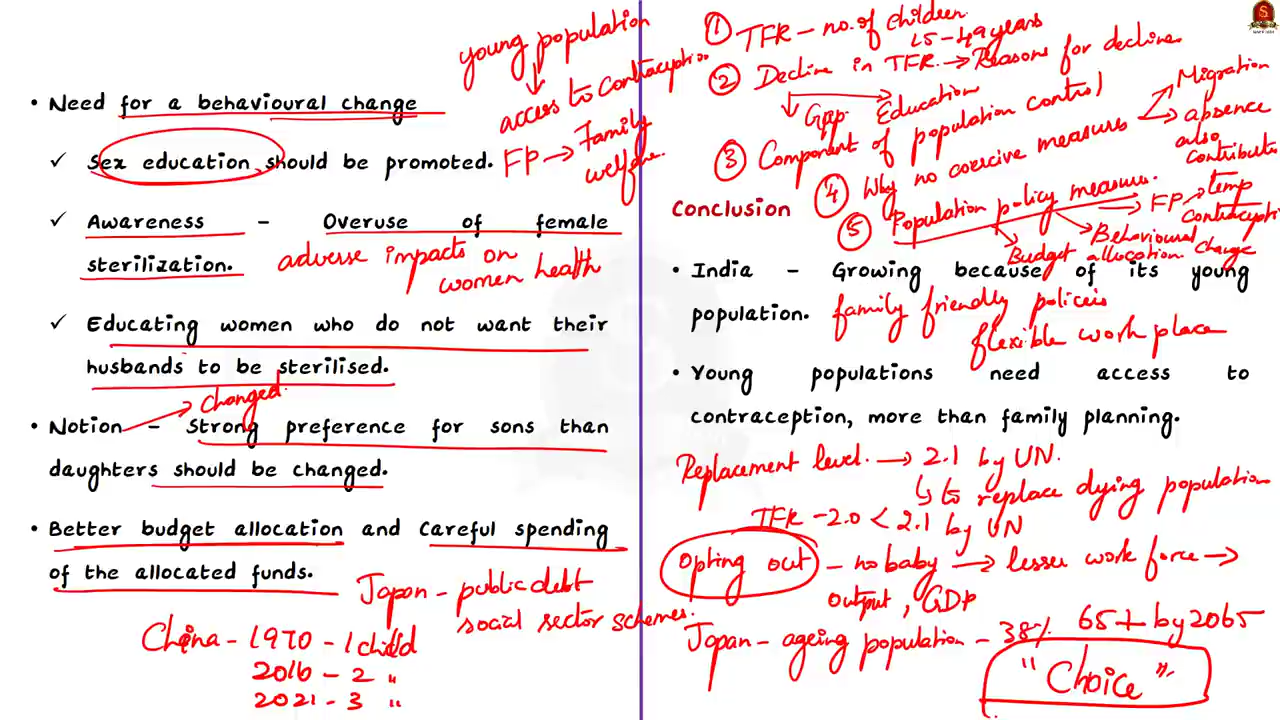 young population
access to contraception
FP → Family
welfare.
• Need for a behavioural change
✓ Sex education should be promoted.
✓ Awareness – Overuse of female
sterilization.
adverse impacts on
women health
✓ Educating women who do not want their
husbands to be sterilised.
changed
• Notion – Strong preference for sons than
daughters should be changed.
• Better budget allocation and Careful spending
of the allocated funds.
Japan – public debt
social sector schemes.
China – 1970 – 1 child
2016 – 2 "
2021 – 3 "
① TFR – no. of children
15 – 49 years
② Decline in TFR → Reasons for decline
Education
③ Component of population control
④ Why no coercive measures
Migration
absence
also
contribute
⑤ Population policy measures.
FP → temp
contracepti
Behavioural
change
Budget allocation
Conclusion
• India – Growing because of its young
population.
family friendly policeis
flexible work place
• Young populations need access to
contraception, more than family planning.
Replacement level → 2.1 by UN.
↳ to replace dying population
TFR – 2.0 < 2.1 by UN
Opting out – no baby → lesser work force →
output, GDP
Japan – ageing population – 38% 65+ by 2065
"Choice"